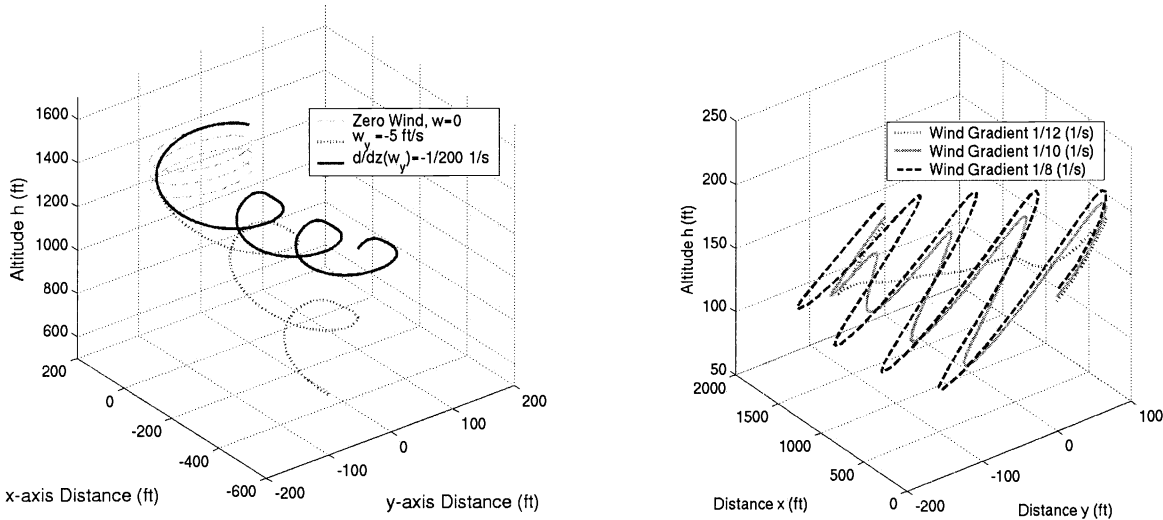 1600
1400
1200
1000
800
600
Altitude h (ft)
Zero Wind, w=0
w_y=-5 ft/s
d/dz(w_y)=-1/200 1/s
200
0
-200
-400
-600
x-axis Distance (ft)
-200
-100
0
100
200
y-axis Distance (ft)
250
200
150
100
50
Altitude h (ft)
Wind Gradient 1/12 (1/s)
Wind Gradient 1/10 (1/s)
Wind Gradient 1/8 (1/s)
2000
1500
1000
500
0
Distance x (ft)
-200
-100
0
100
Distance y (ft)